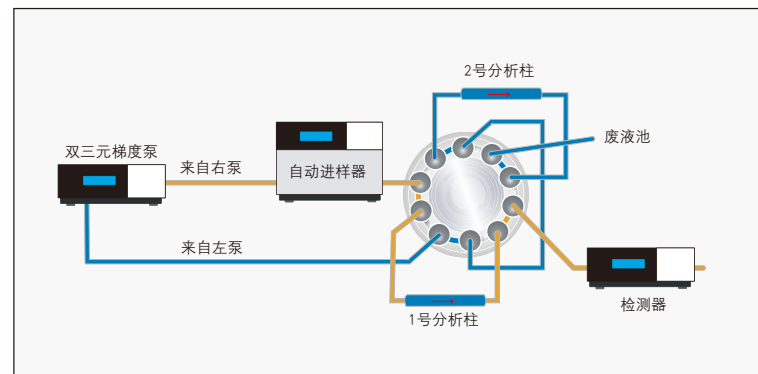 2号分析柱
废液池
双三元梯度泵
来自右泵
自动进样器
来自左泵
1号分析柱
检测器